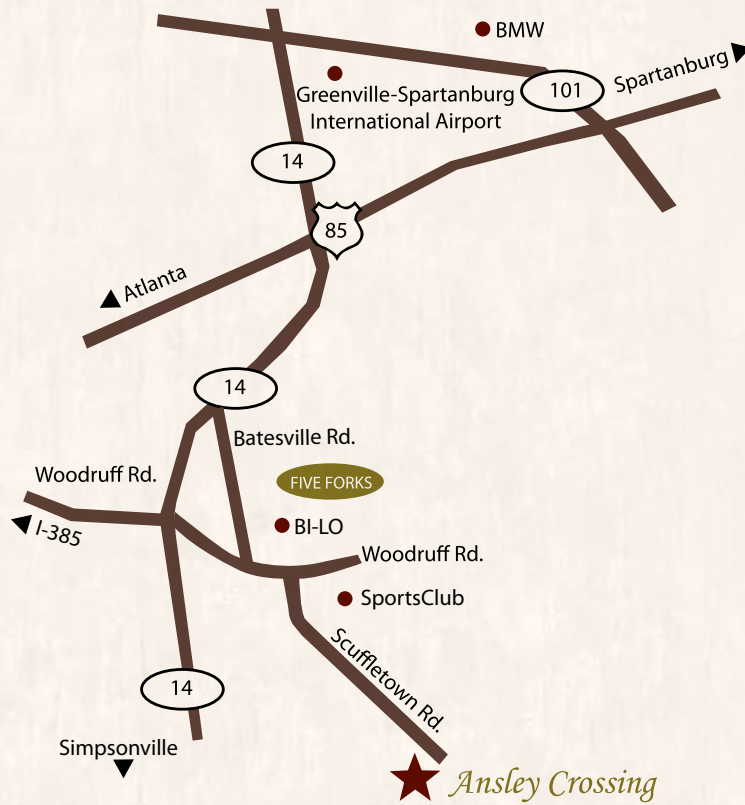 BMW
Spartanburg
101
Greenville-Spartanburg
International Airport
14
85
Atlanta
14
Batesville Rd.
Woodruff Rd.
FIVE FORKS
I-385
BI-LO
Woodruff Rd.
SportsClub
Scuffletown Rd.
14
Simpsonville
Ansley Crossing